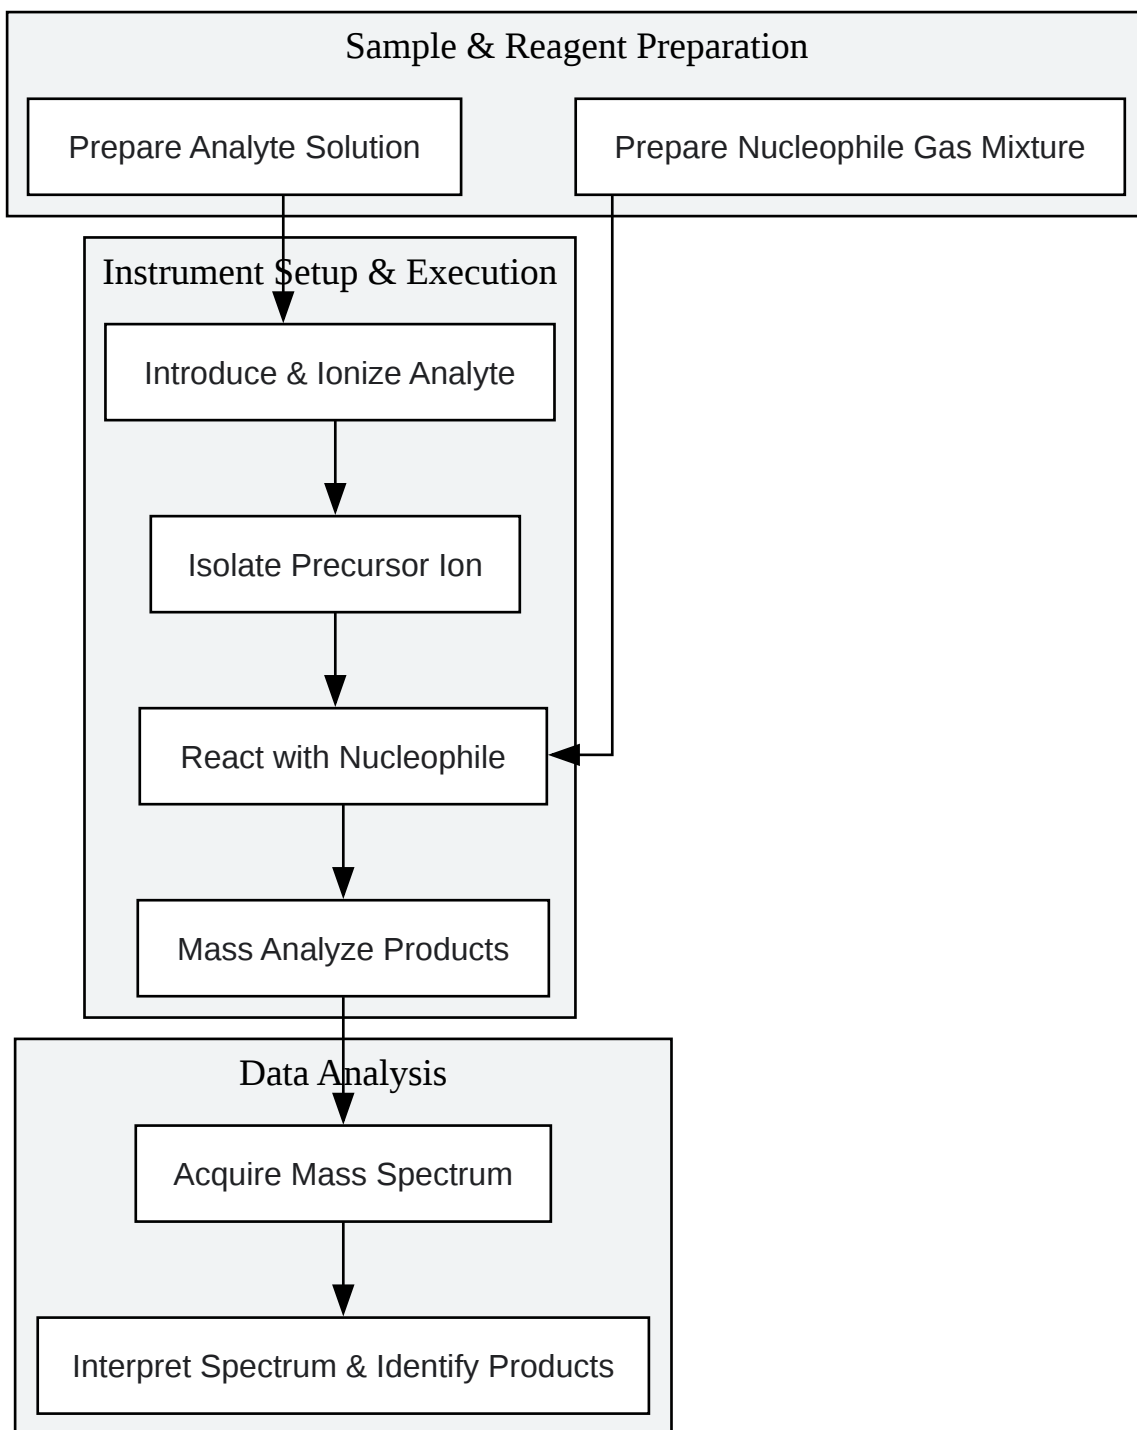 Sample & Reagent Preparation
Prepare Analyte Solution
Prepare Nucleophile Gas Mixture
Instrument Setup & Execution
Introduce & Ionize Analyte
Isolate Precursor Ion
React with Nucleophile
Mass Analyze Products
Data Analysis
Acquire Mass Spectrum
Interpret Spectrum & Identify Products